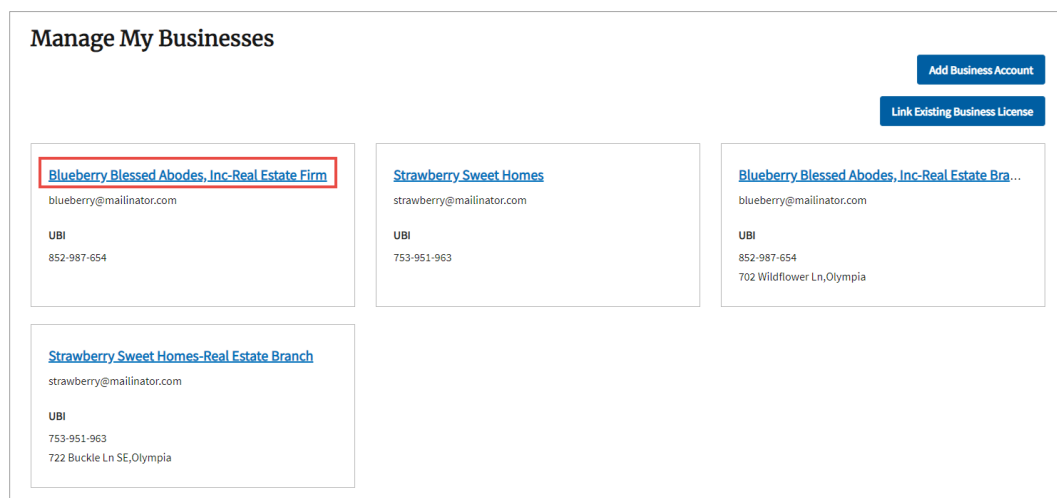 Manage My Businesses
Add Business Account
Link Existing Business License
Blueberry Blessed Abodes, Inc-Real Estate Firm
blueberry@mailinator.com
UBI
852-987-654
Strawberry Sweet Homes
strawberry@mailinator.com
UBI
753-951-963
Blueberry Blessed Abodes, Inc-Real Estate Bra...
blueberry@mailinator.com
UBI
852-987-654
702 Wildflower Ln,Olympia
Strawberry Sweet Homes-Real Estate Branch
strawberry@mailinator.com
UBI
753-951-963
722 Buckle Ln SE,Olympia